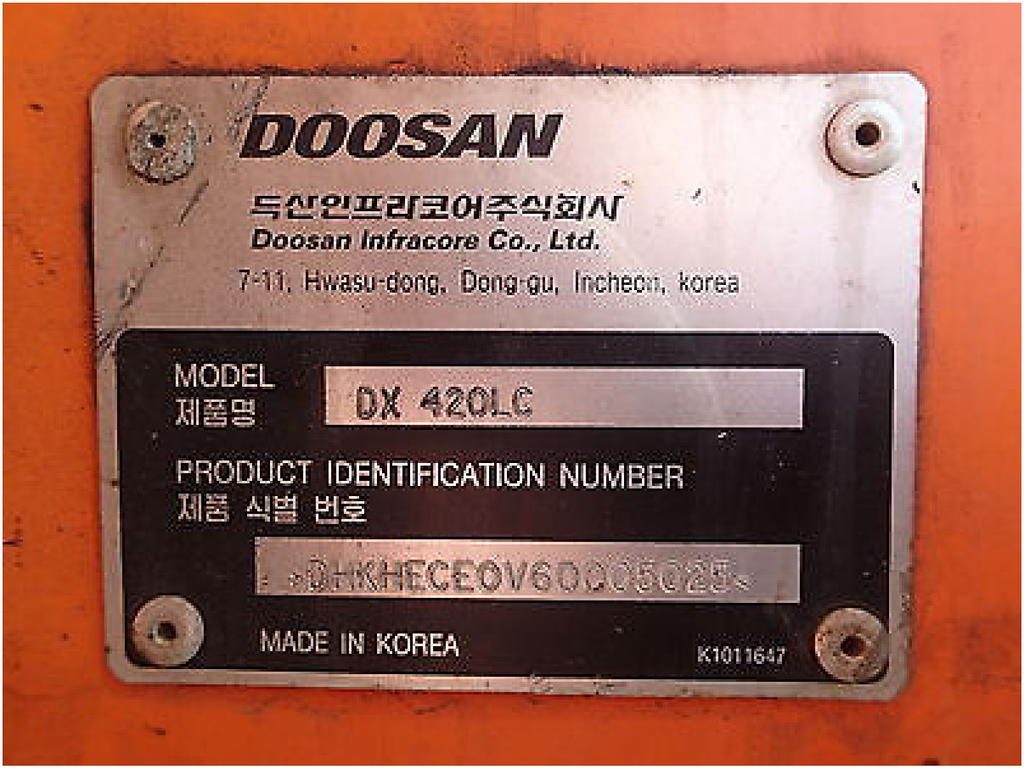 DOOSAN
두산인프라코어주식회사
Doosan Infracore Co., Ltd.
7-11, Hwasu-dong, Dong-gu, Incheon, korea
MODEL
DX 420LC
제품명
PRODUCT IDENTIFICATION NUMBER
제품 식별 번호
MADE IN KOREA
K1011647